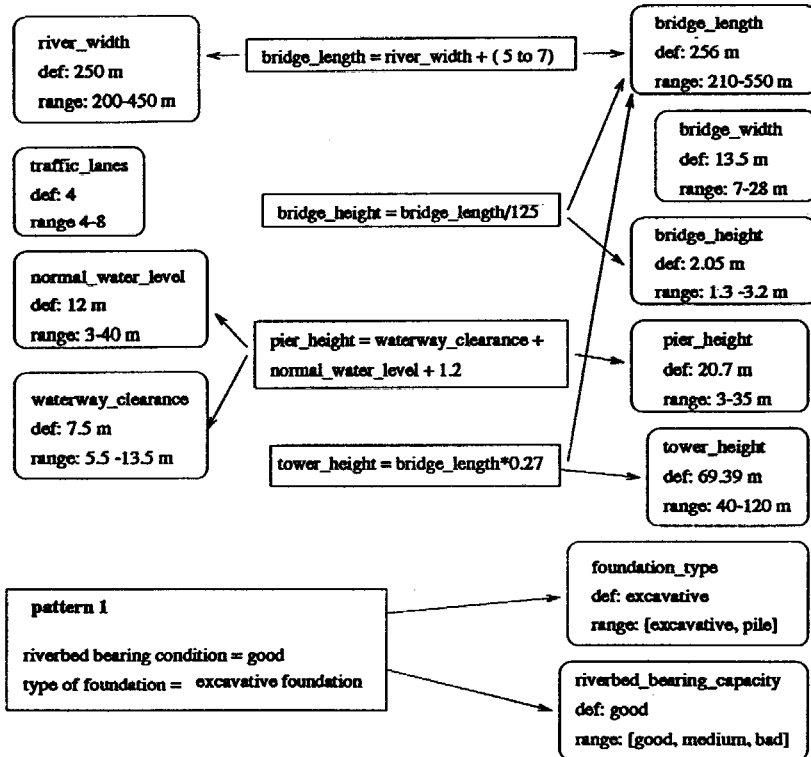 river_width
def: 250 m
range: 200-450 m
bridge_length = river_width + ( 5 to 7)
bridge_length
def: 256 m
range: 210-550 m
bridge_width
def: 13.5 m
range: 7-28 m
traffic_lanes
def: 4
range 4-8
bridge_height = bridge_length/125
bridge_height
def: 2.05 m
range: 1.3 -3.2 m
normal_water_level
def: 12 m
range: 3-40 m
pier_height = waterway_clearance +
normal_water_level + 1.2
pier_height
def: 20.7 m
range: 3-35 m
waterway_clearance
def: 7.5 m
range: 5.5 -13.5 m
tower_height = bridge_length*0.27
tower_height
def: 69.39 m
range: 40-120 m
pattern 1
riverbed bearing condition = good
type of foundation = excavative foundation
foundation_type
def: excavative
range: [excavative, pile]
riverbed_bearing_capacity
def: good
range: [good, medium, bad]